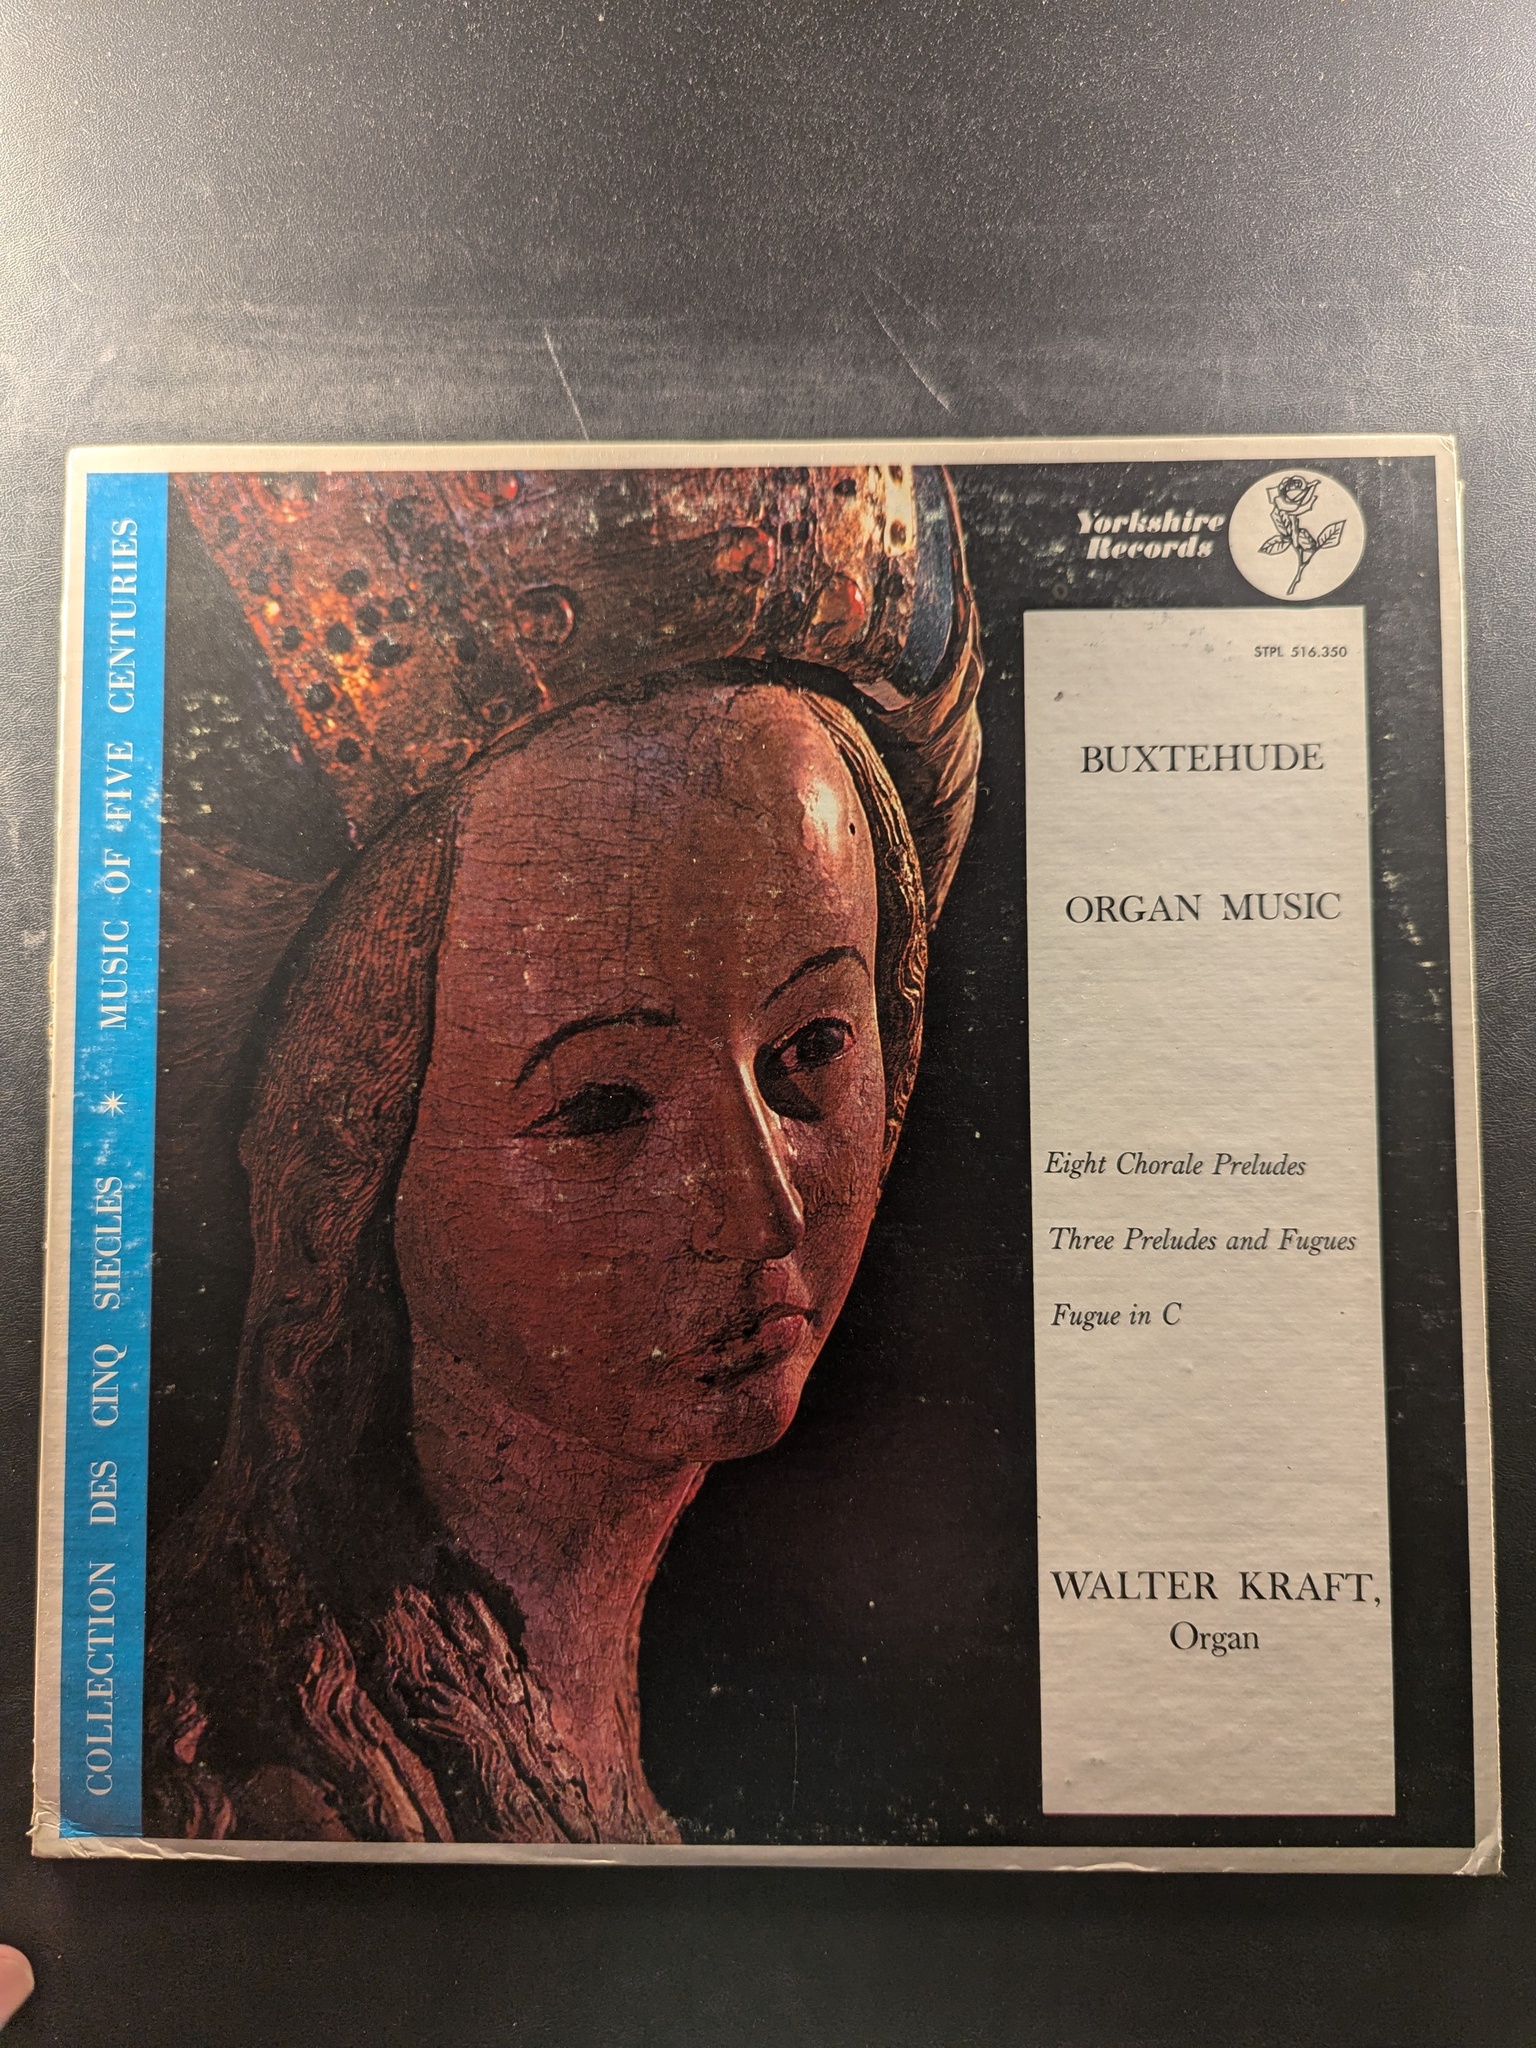 COLLECTION DES CINQ SIECLES * MUSIC OF FIVE CENTURIES
Yorkshire
Records
STPL 516.350
BUXTEHUDE
ORGAN MUSIC
Eight Chorale Preludes
Three Preludes and Fugues
Fugue in C
WALTER KRAFT,
Organ